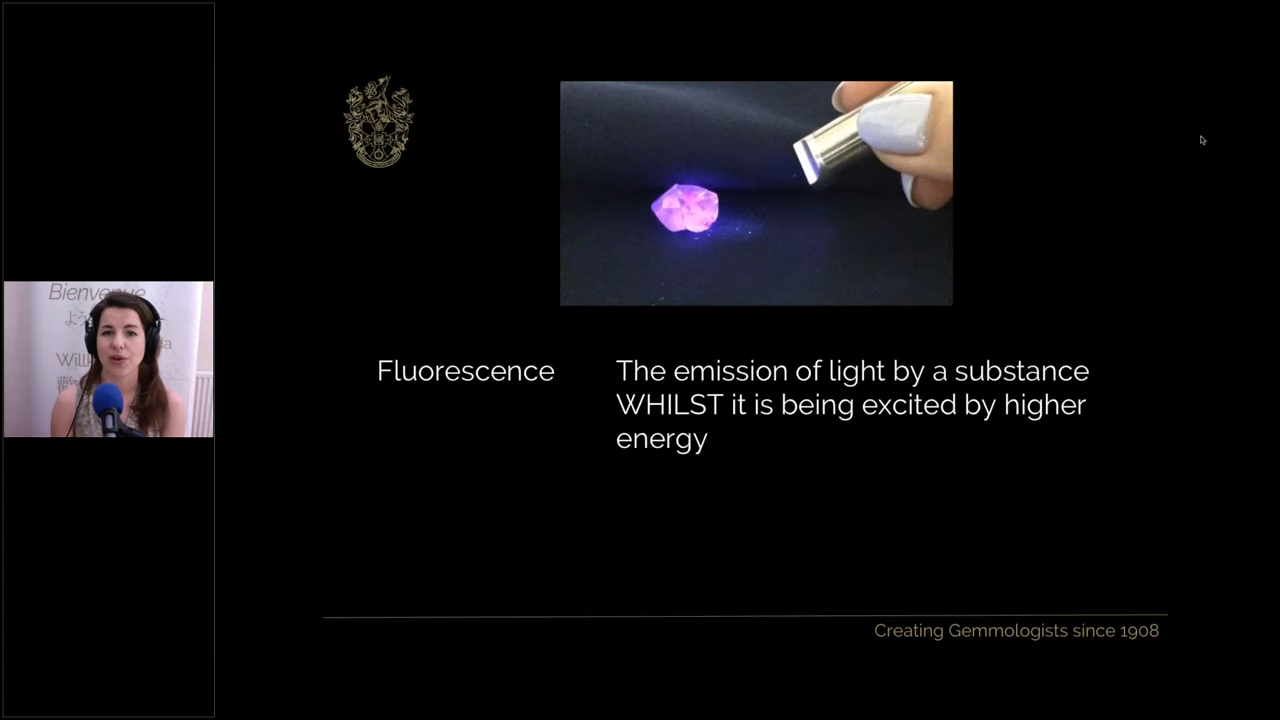 Bienvenue
Fluorescence
The emission of light by a substance
WHILST it is being excited by higher
energy
Creating Gemmologists since 1908